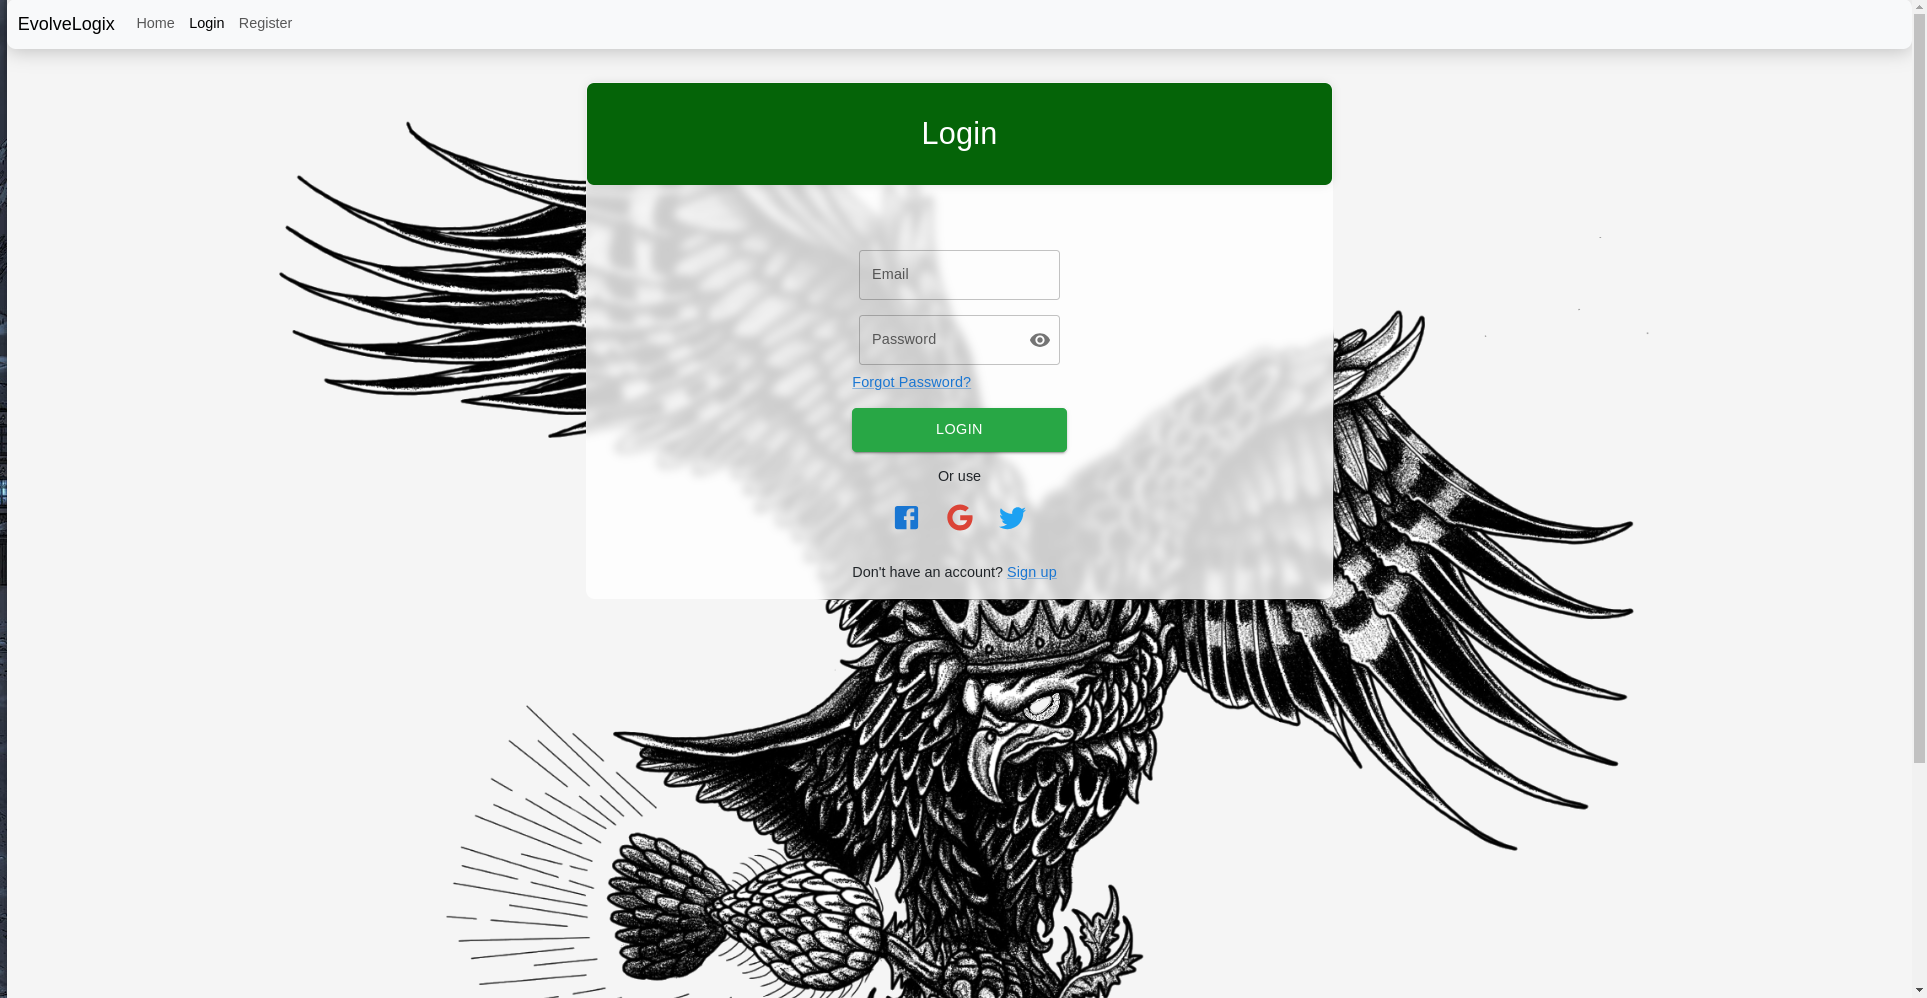 EvolveLogix Home Login Register
Login
Email
Password
Forgot Password?
LOGIN
Or use
Don't have an account? Sign up